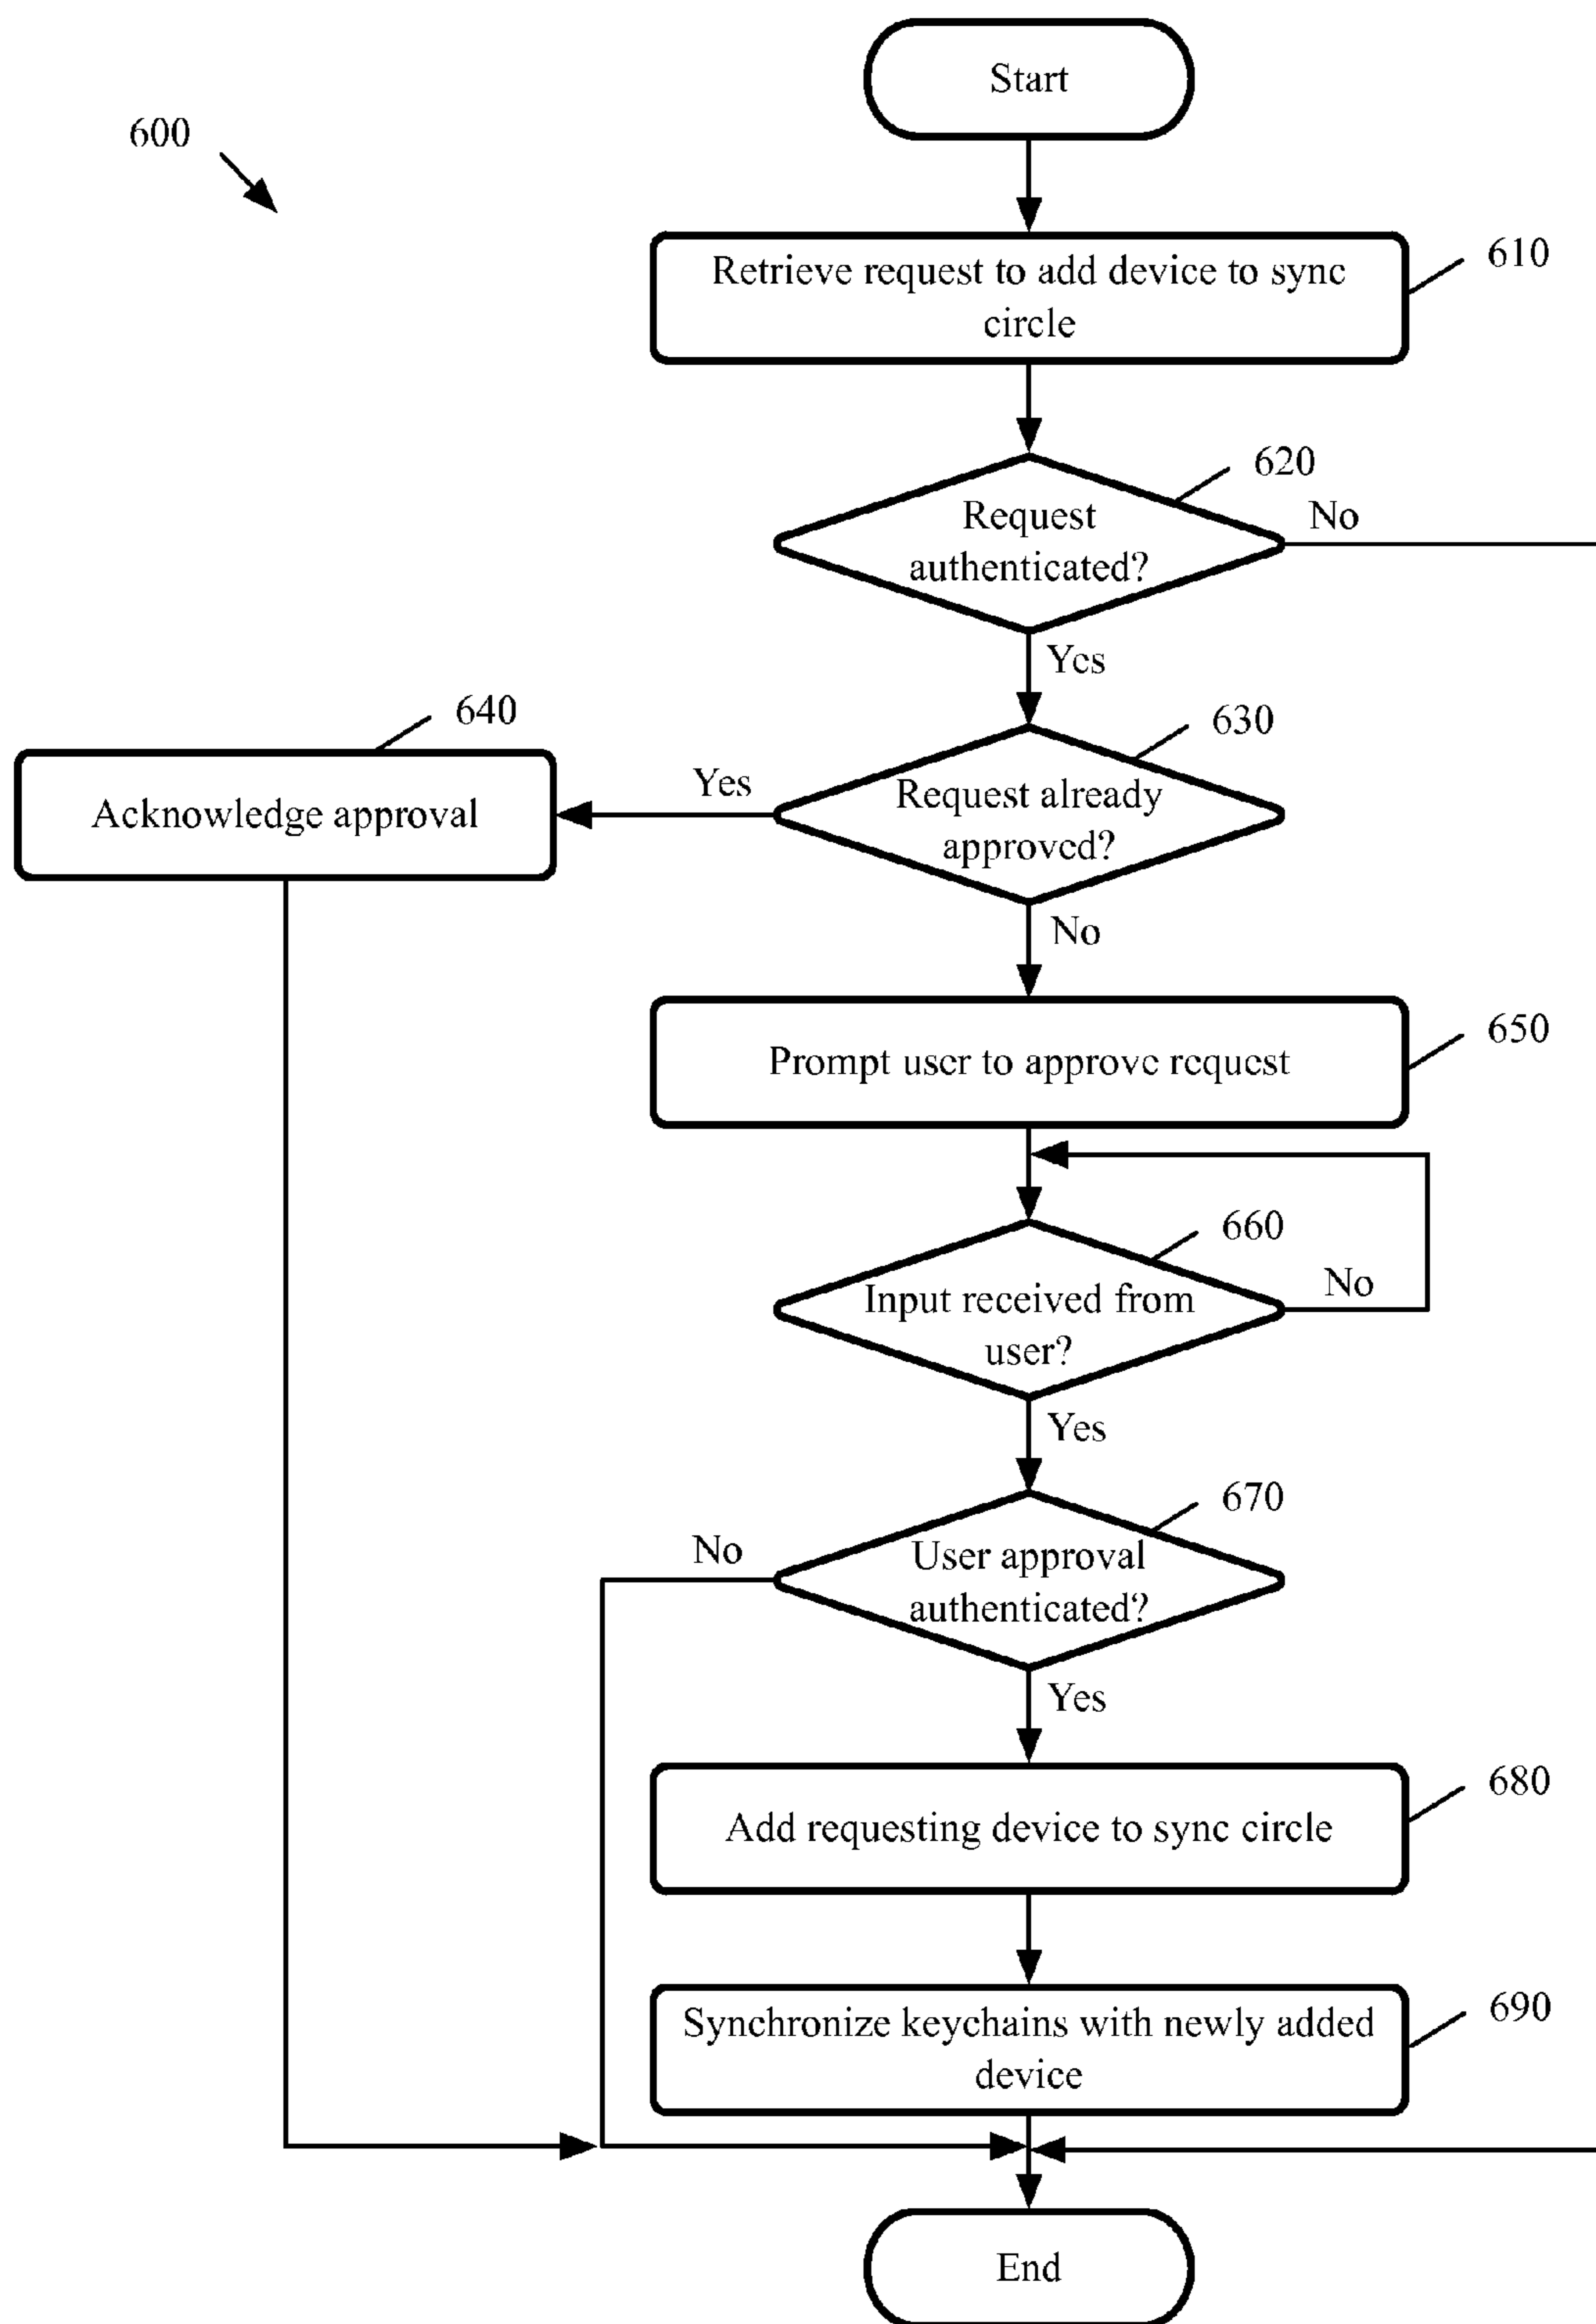 Start
600
Retrieve request to add device to sync
circle
610
620
Request
authenticated?
No
Yes
640
630
Acknowledge approval
Yes
Request already
approved?
No
650
Prompt user to approve request
660
Input received from
user?
No
Yes
670
No
User approval
authenticated?
Yes
680
Add requesting device to sync circle
690
Synchronize keychains with newly added
device
End